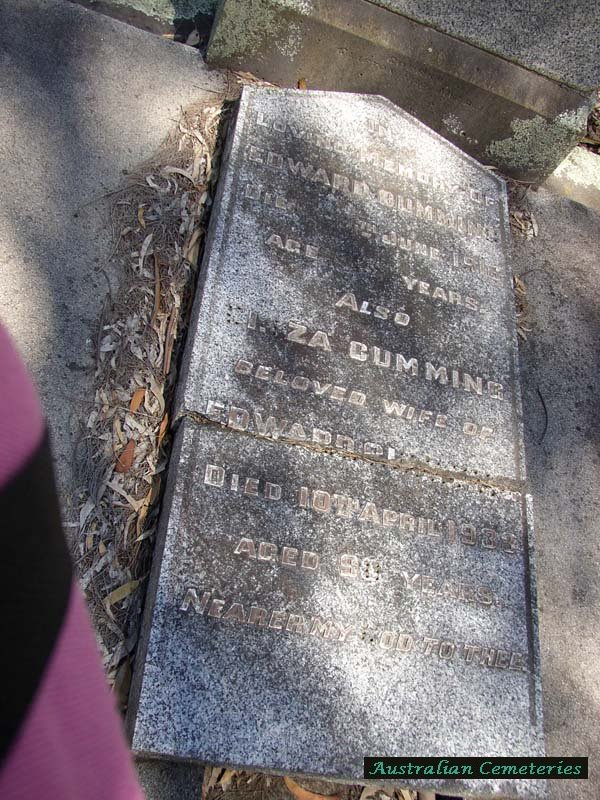 IN
LOVING MEMORY OF
EDWARD CUMMING
JUNE
YEARS.
ALSO
CUMMING
BELOVED WIFE OF
EDWARD
DIED 10TH APRIL
AGED YEARS.
NEARER MY GOD TO THEE
Australian Cemeteries